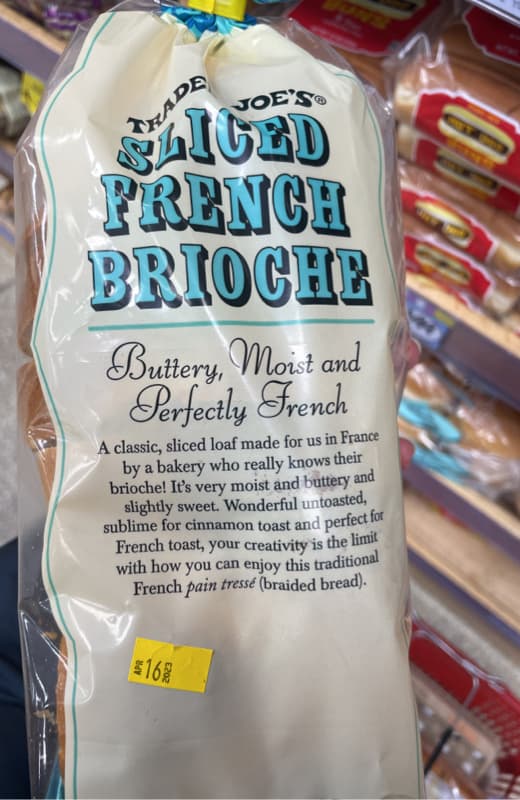 TRADER JOE'S®
SLICED
FRENCH
BRIOCHE
Buttery, Moist and
Perfectly French
A classic, sliced loaf made for us in France
by a bakery who really knows their
brioche! It's very moist and buttery and
slightly sweet. Wonderful untoasted,
sublime for cinnamon toast and perfect for
French toast, your creativity is the limit
with how you can enjoy this traditional
French pain tressé (braided bread).
APR 16 2023
HOT DOG